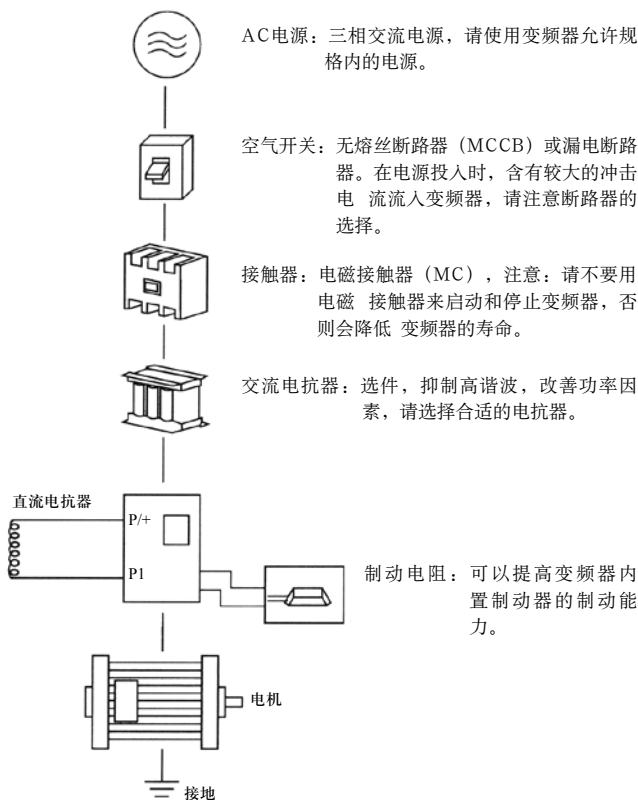 AC电源：三相交流电源，请使用变频器允许规
格内的电源。
空气开关：无熔丝断路器（MCCB）或漏电断路
器。在电源投入时，含有较大的冲击
电 流流入变频器，请注意断路器的
选择。
接触器：电磁接触器（MC），注意：请不要用
电磁 接触器来启动和停止变频器，否
则会降低 变频器的寿命。
交流电抗器：选件，抑制高谐波，改善功率因
素，请选择合适的电抗器。
直流电抗器
P/+
P1
制动电阻：可以提高变频器内
置制动器的制动能
力。
电机
接地